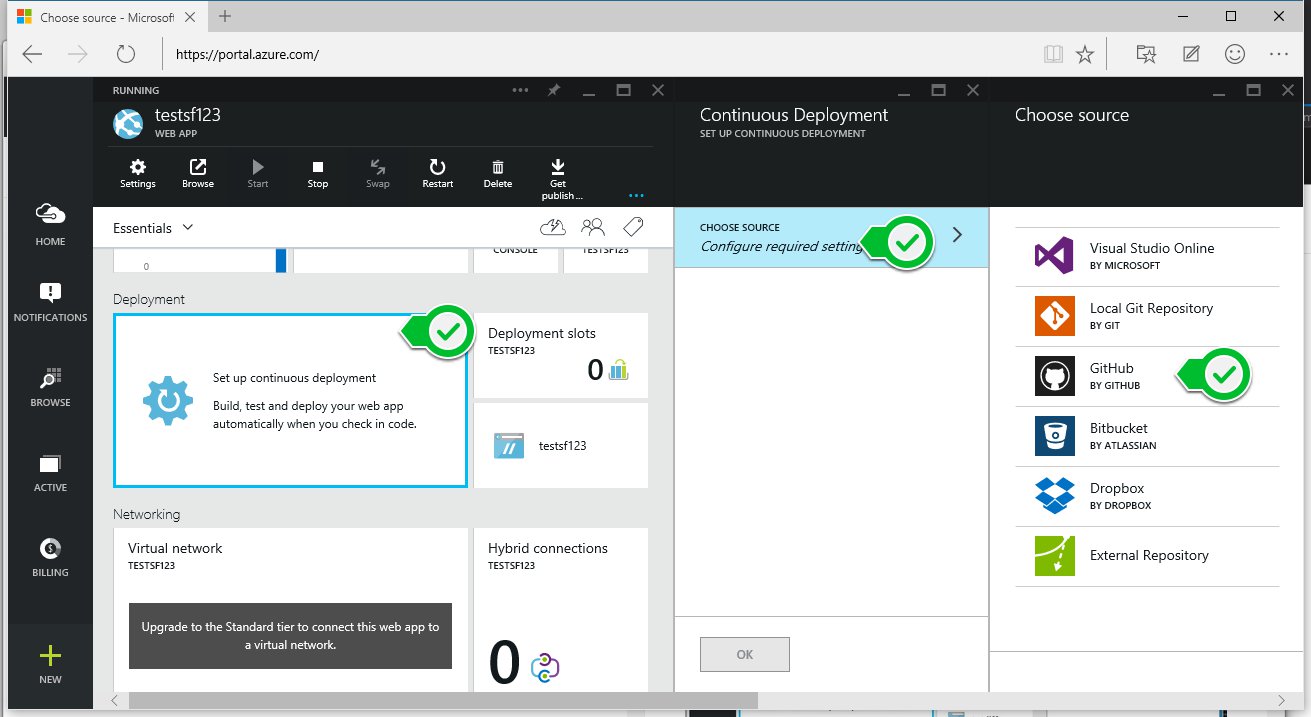 Choose source - Microsoft
https://portal.azure.com/
RUNNING
testsf123
WEB APP
Settings
Browse
Start
Stop
Swap
Restart
Delete
Get
publish ...
Essentials
0
CONSOLE
TESTSF123
Deployment
Set up continuous deployment
Build, test and deploy your web app
automatically when you check in code.
Deployment slots
TESTSF123
0
testsf123
Networking
Virtual network
TESTSF123
Upgrade to the Standard tier to connect this web app to
a virtual network.
Hybrid connections
TESTSF123
0
HOME
NOTIFICATIONS
BROWSE
ACTIVE
BILLING
NEW
Continuous Deployment
SET UP CONTINUOUS DEPLOYMENT
CHOOSE SOURCE
Configure required
OK
Choose source
Visual Studio Online
BY MICROSOFT
Local Git Repository
BY GIT
GitHub
BY GITHUB
Bitbucket
BY ATLASSIAN
Dropbox
BY DROPBOX
External Repository